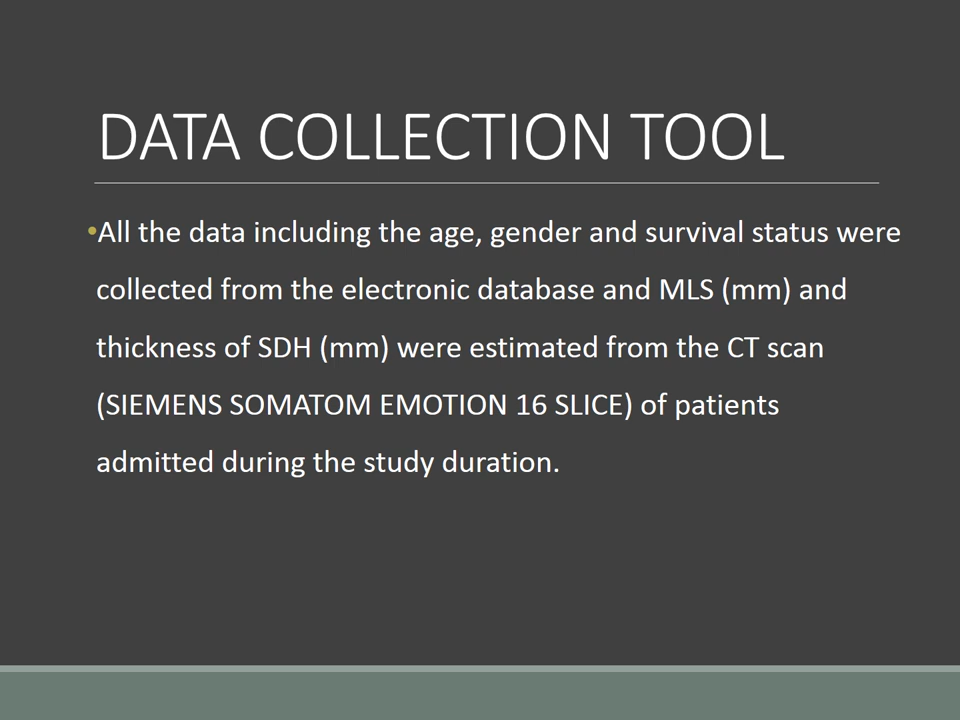 DATA COLLECTION TOOL
•All the data including the age, gender and survival status were
collected from the electronic database and MLS (mm) and
thickness of SDH (mm) were estimated from the CT scan
(SIEMENS SOMATOM EMOTION 16 SLICE) of patients
admitted during the study duration.